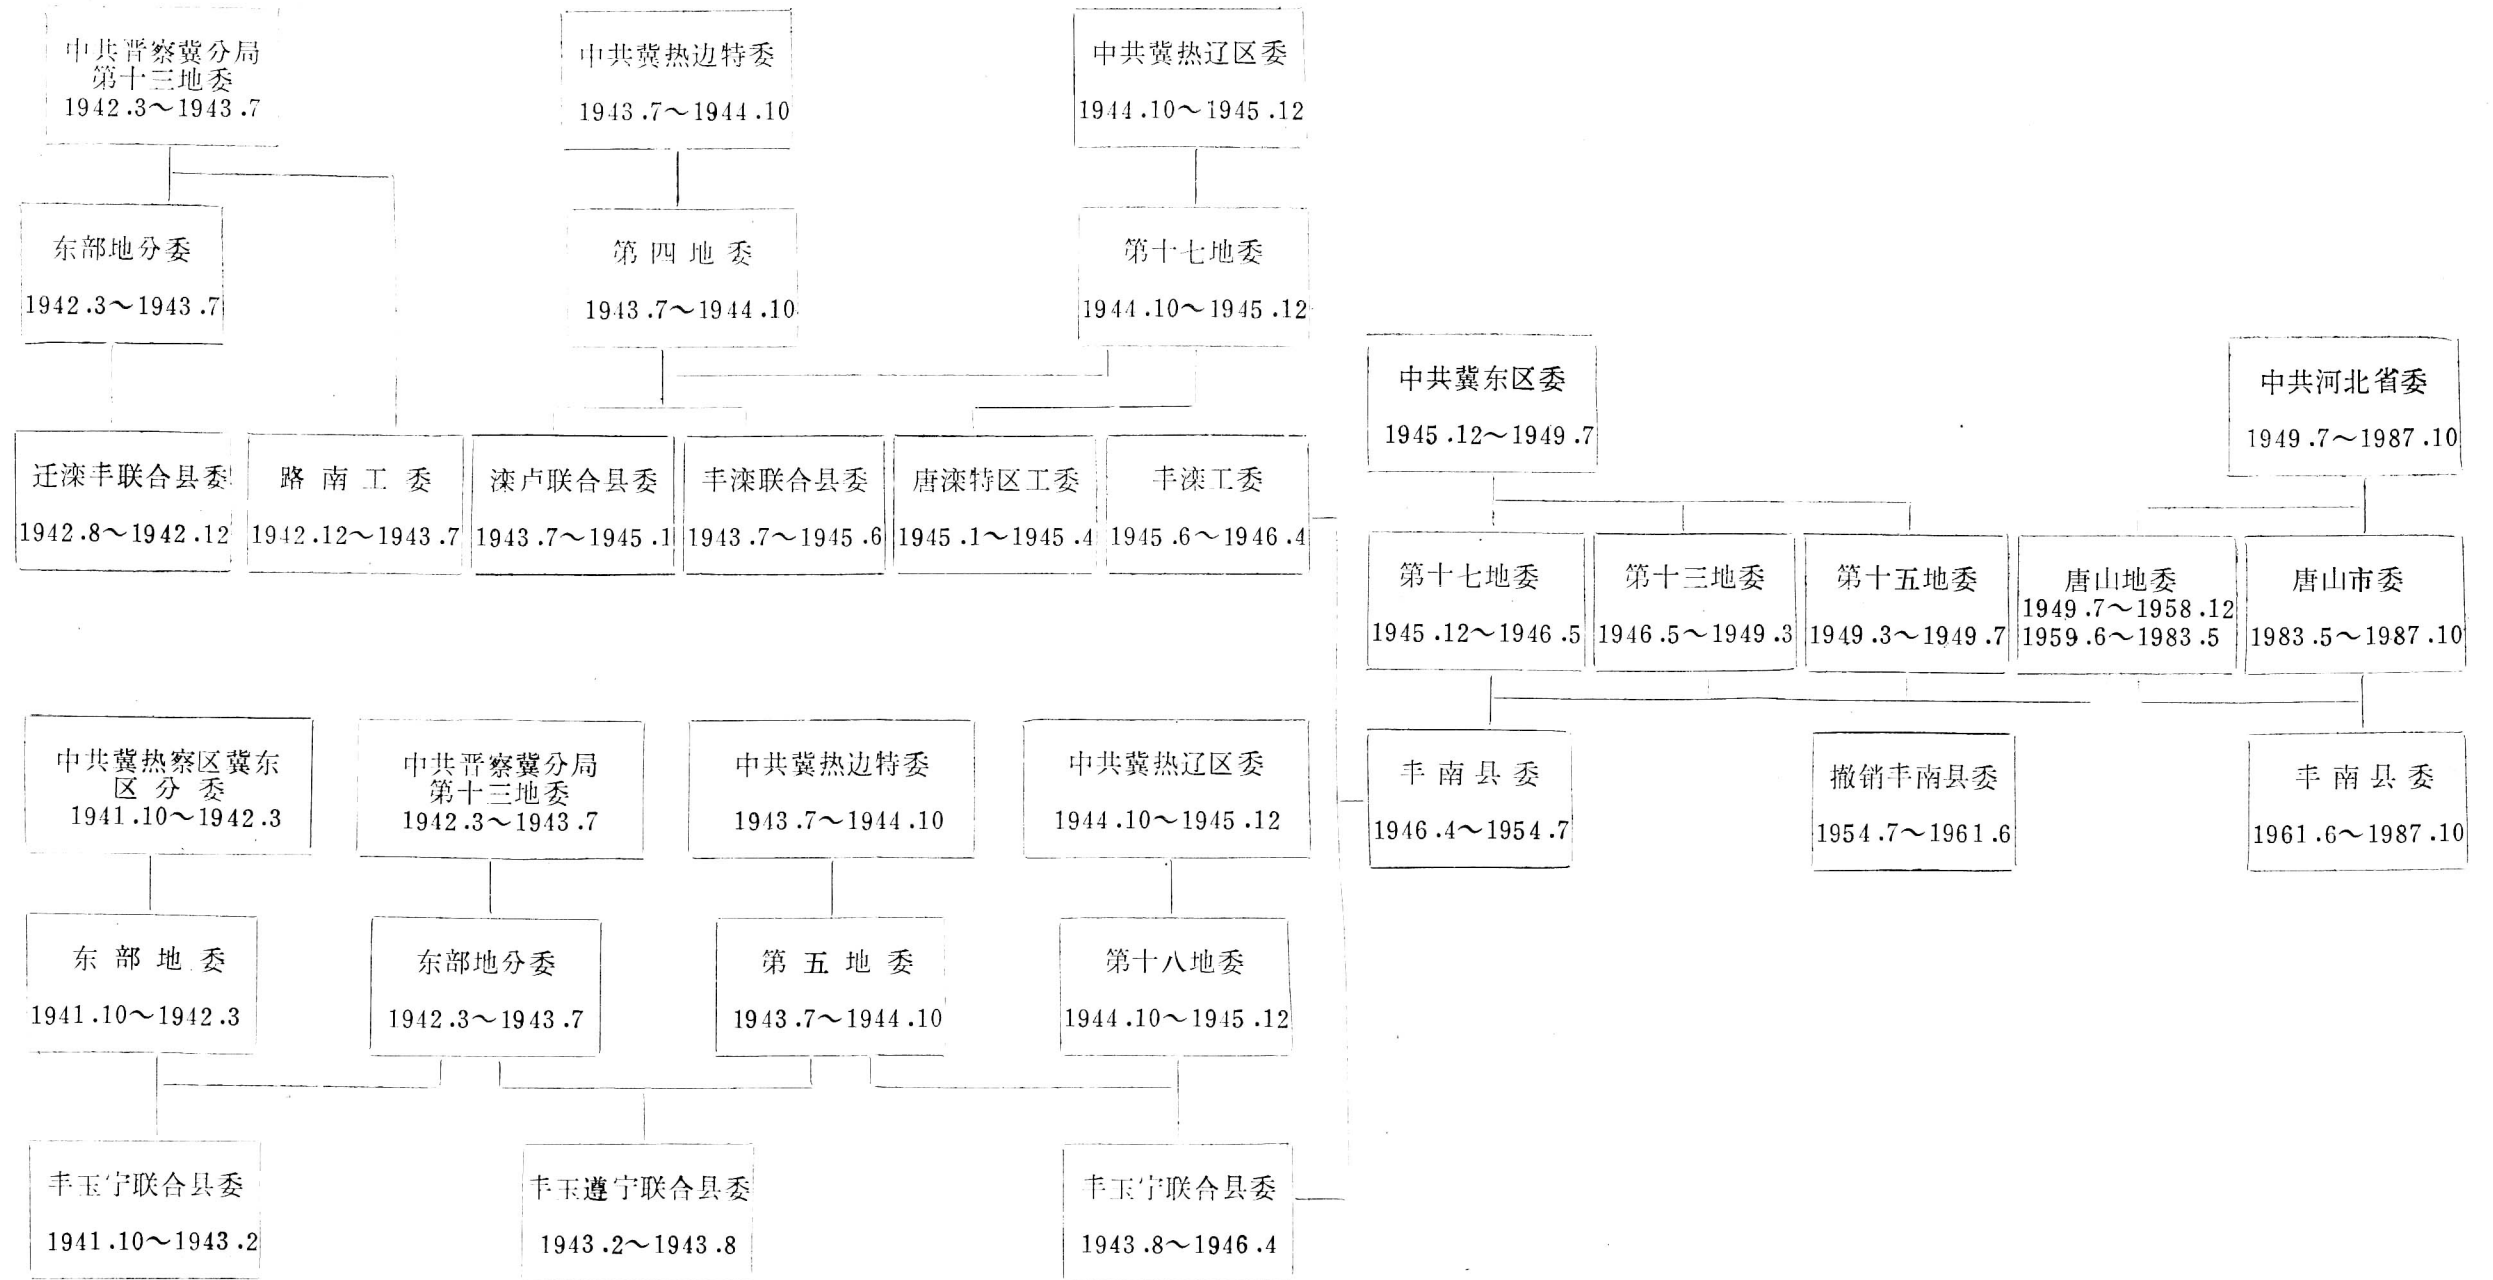 中共晋察冀分局
第十三地委
1942.3～1943.7
中共冀热边特委
1943.7～1944.10
中共冀热辽区委
1944.10～1945.12
东部地分委
1942.3～1943.7
第四地委
1943.7～1944.10
第十七地委
1944.10～1945.12
中共冀东区委
1945.12～1949.7
中共河北省委
1949.7～1987.10
迁滦丰联合县委
1942.8～1942.12
路南工委
1942.12～1943.7
滦卢联合县委
1943.7～1945.1
丰滦联合县委
1943.7～1945.6
唐滦特区工委
1945.1～1945.4
丰滦工委
1945.6～1946.4
第十七地委
1945.12～1946.5
第十三地委
1946.5～1949.3
第十五地委
1949.3～1949.7
唐山地委
1949.7～1958.12
1959.6～1983.5
唐山市委
1983.5～1987.10
中共冀热察区冀东
区分委
1941.10～1942.3
中共晋察冀分局
第十三地委
1942.3～1943.7
中共冀热边特委
1943.7～1944.10
中共冀热辽区委
1944.10～1945.12
丰南县委
1946.4～1954.7
撤销丰南县委
1954.7～1961.6
丰南县委
1961.6～1987.10
东部地委
1941.10～1942.3
东部地分委
1942.3～1943.7
第五地委
1943.7～1944.10
第十八地委
1944.10～1945.12
丰玉宁联合县委
1941.10～1943.2
丰玉遵宁联合县委
1943.2～1943.8
丰玉宁联合县委
1943.8～1946.4